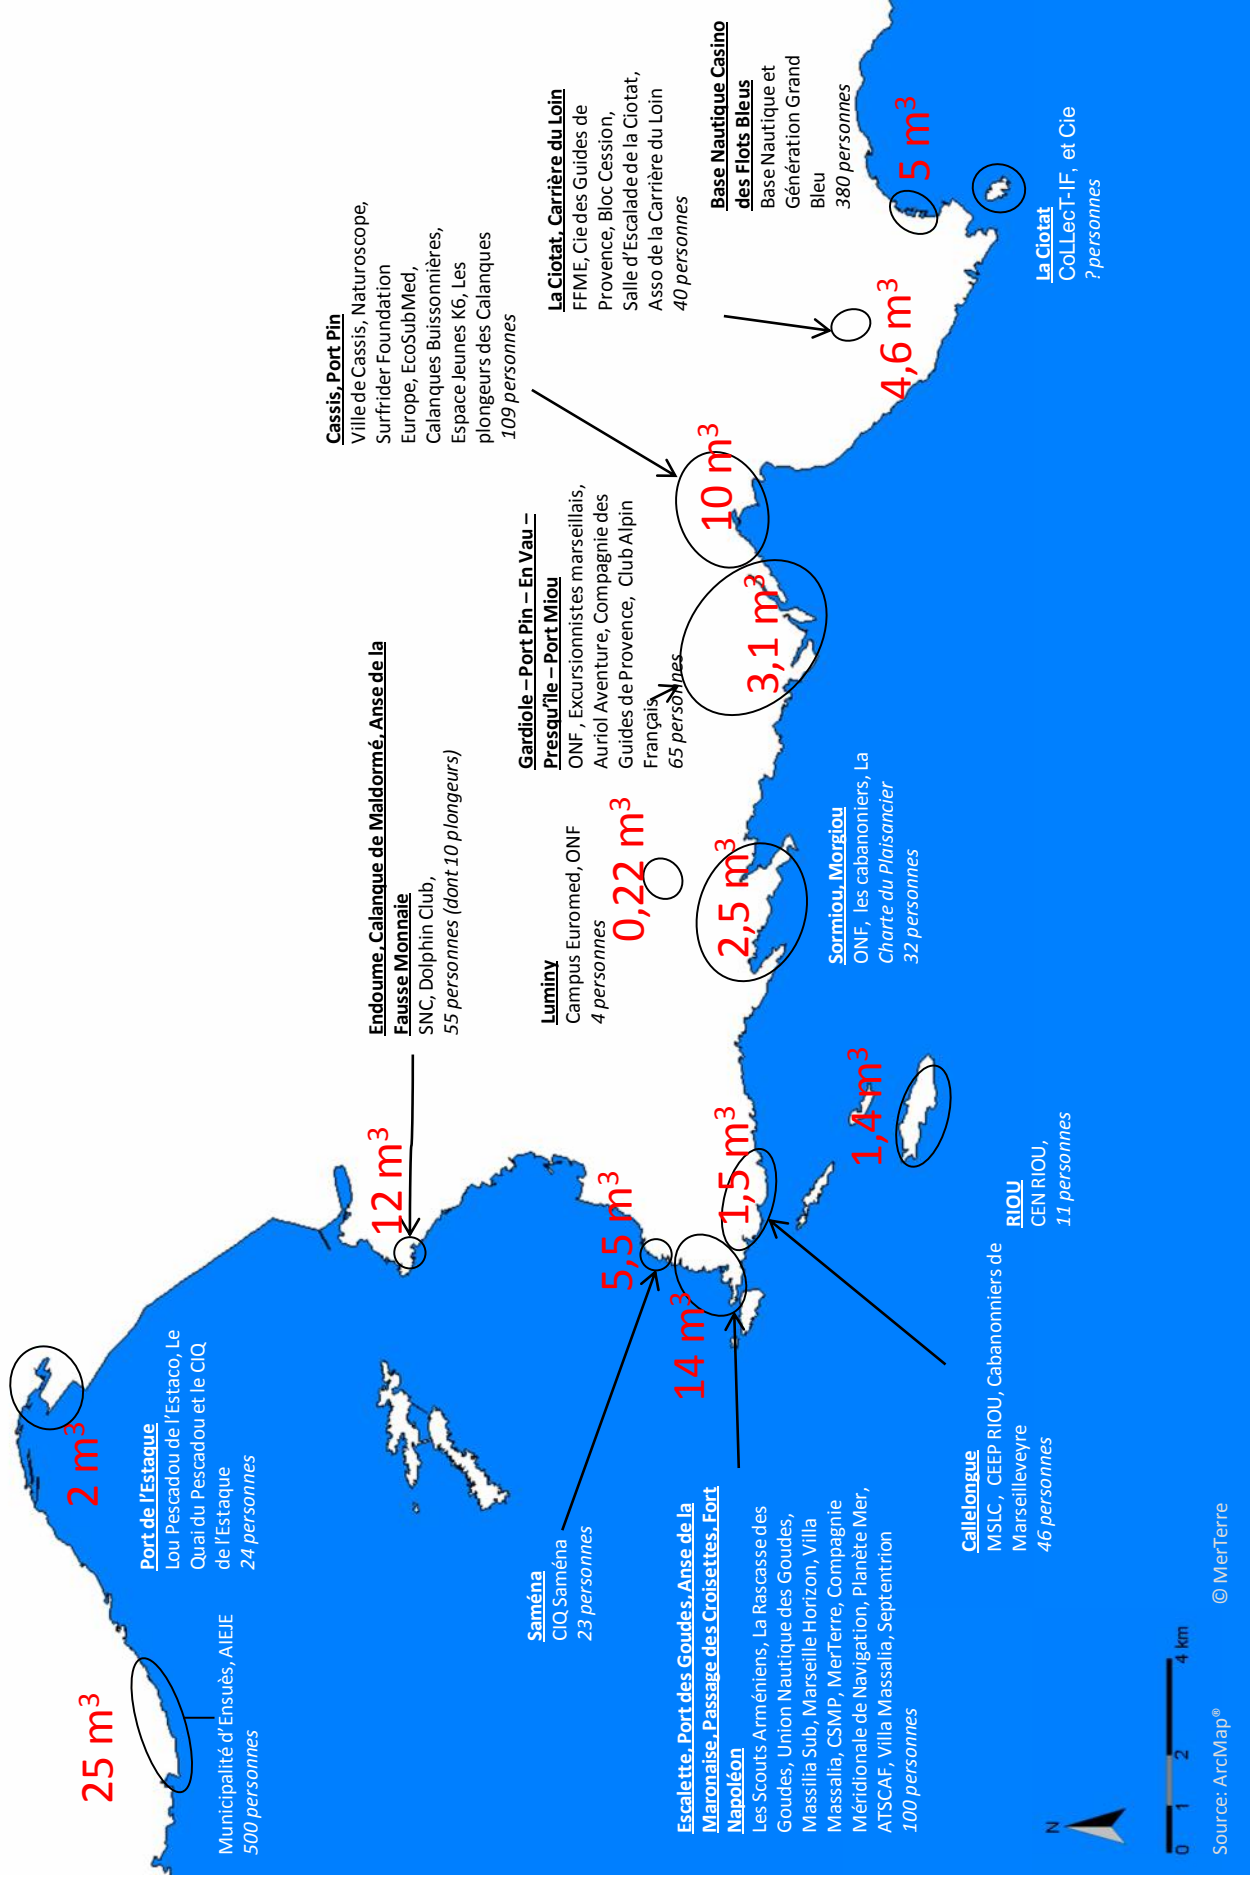 25 m³
Municipalité d'Ensuès, AIEJE
500 personnes
2 m³
Port de l'Estaque
Lou Pescadou de l'Estaco, Le
Quai du Pescadou et le CIQ
de l'Estaque
24 personnes
12 m³
Endoume, Calanque de Maldormé, Anse de la
Fausse Monnaie
SNC, Dolphin Club,
55 personnes (dont 10 plongeurs)
5,5 m³
Saména
CIQ Saména
23 personnes
14 m³
Escalette, Port des Goudes, Anse de la
Maronaise, Passage des Croisettes, Fort
Napoléon
Les Scouts Arméniens, La Rascasse des
Goudes, Union Nautique des Goudes,
Massilia Sub, Marseille Horizon, Villa
Massalia, CSMP, MerTerre, Compagnie
Méridionale de Navigation, Planète Mer,
ATSCAF, Villa Massalia, Septentrion
100 personnes
1,5 m³
Callelongue
MSLC , CEEP RIOU, Cabanonniers de
Marseilleveyre
46 personnes
1,4 m³
RIOU
CEN RIOU,
11 personnes
Luminy
Campus Euromed, ONF
4 personnes
0,22 m³
2,5 m³
Sormiou, Morgiou
ONF, les cabanoniers, La
Charte du Plaisancier
32 personnes
Gardiole – Port Pin – En Vau –
Presqu'île – Port Miou
ONF , Excursionnistes marseillais,
Auriol Aventure, Compagnie des
Guides de Provence, Club Alpin
Français
65 personnes
3,1 m³
Cassis, Port Pin
Ville de Cassis, Naturoscope,
Surfrider Foundation
Europe, EcoSubMed,
Calanques Buissonnières,
Espace Jeunes K6, Les
plongeurs des Calanques
109 personnes
10 m³
La Ciotat, Carrière du Loin
FFME, Cie des Guides de
Provence, Bloc Cession,
Salle d'Escalade de la Ciotat,
Asso de la Carrière du Loin
40 personnes
4,6 m³
Base Nautique Casino
des Flots Bleus
Base Nautique et
Génération Grand
Bleu
380 personnes
5 m³
La Ciotat
CoLLecT-IF, et Cie
? personnes
N
0 1 2 4 km
Source: ArcMap® © MerTerre